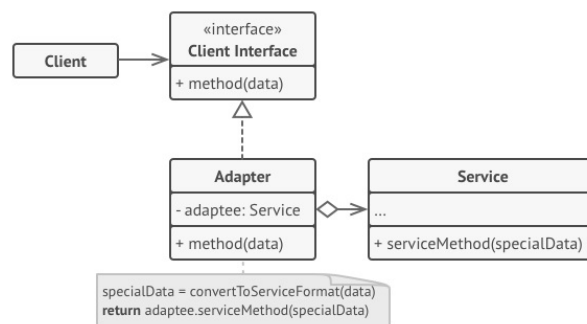 «interface»
Client Interface
+ method(data)
Client
Adapter
- adaptee: Service
+ method(data)
Service
...
+ serviceMethod(specialData)
specialData = convertToServiceFormat(data)
return adaptee.serviceMethod(specialData)